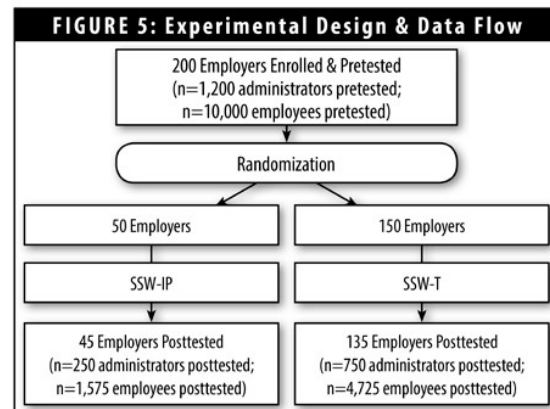 FIGURE 5: Experimental Design & Data Flow
200 Employers Enrolled & Pretested
(n=1,200 administrators pretested;
n=10,000 employees pretested)
Randomization
50 Employers
150 Employers
SSW-IP
SSW-T
45 Employers Posttested
(n=250 administrators posttested;
n=1,575 employees posttested)
135 Employers Posttested
(n=750 administrators posttested;
n=4,725 employees posttested)